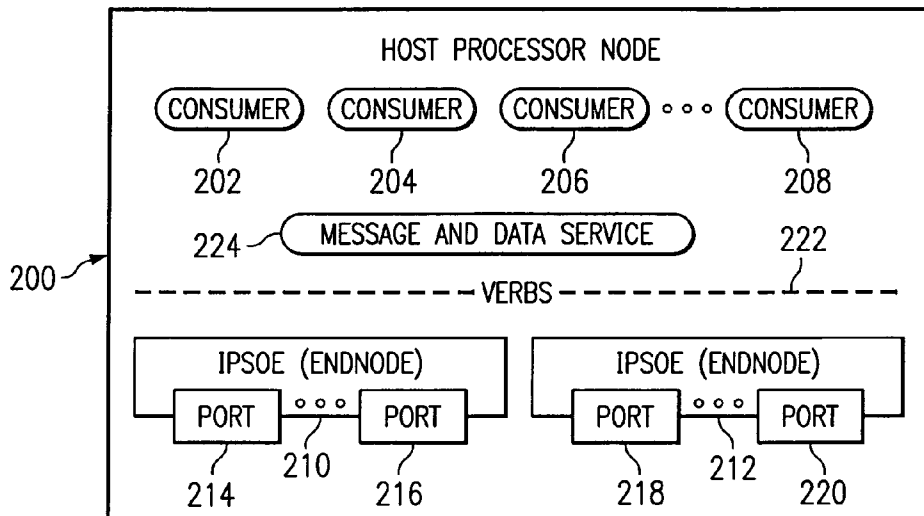 HOST PROCESSOR NODE
CONSUMER CONSUMER CONSUMER CONSUMER
202 204 206 208
224 MESSAGE AND DATA SERVICE 222
200
VERBS
IPSOE (ENDNODE) IPSOE (ENDNODE)
PORT PORT PORT PORT
214 210 216 218 212 220